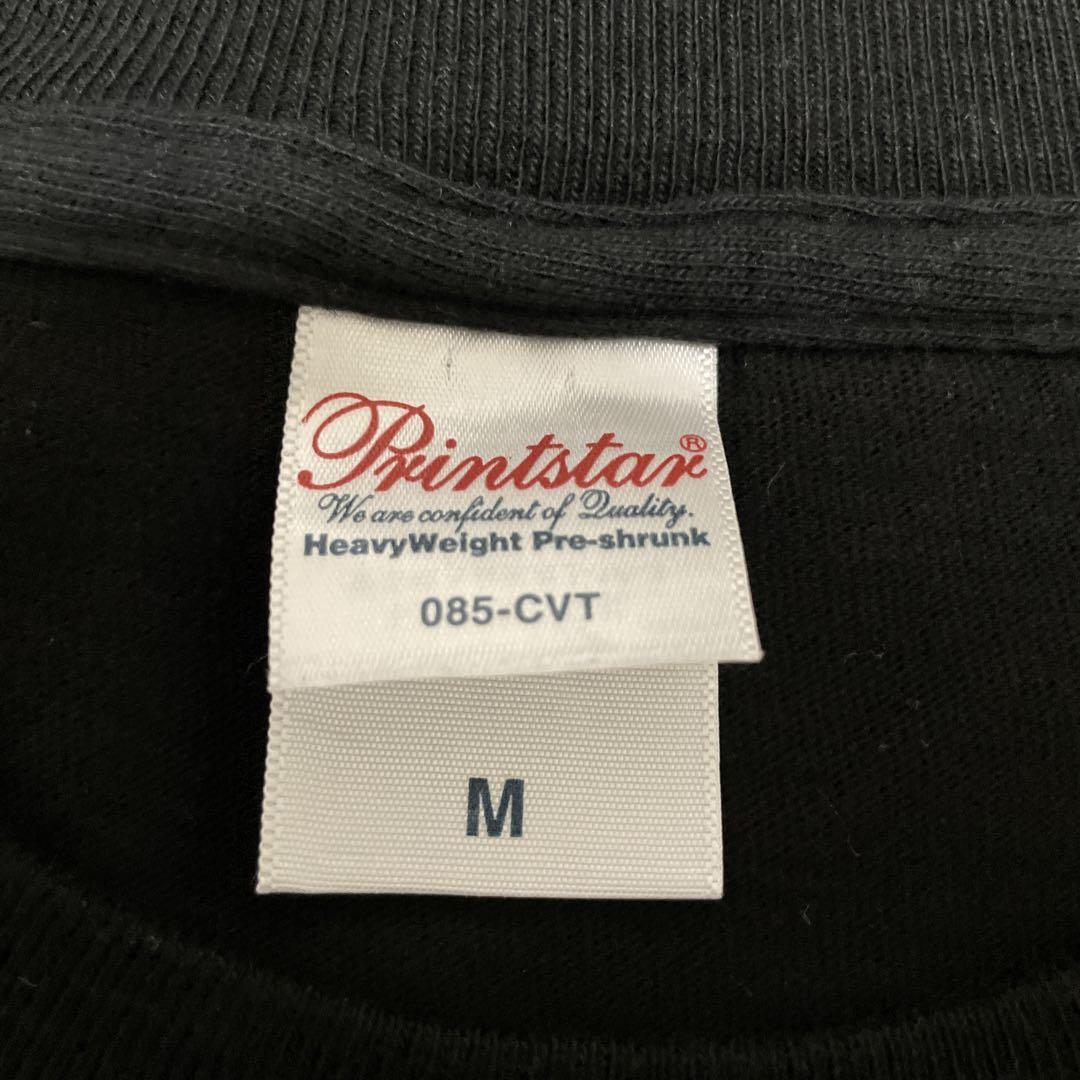 Printstar®
We are confident of Quality.
HeavyWeight Pre-shrunk
085-CVT
M